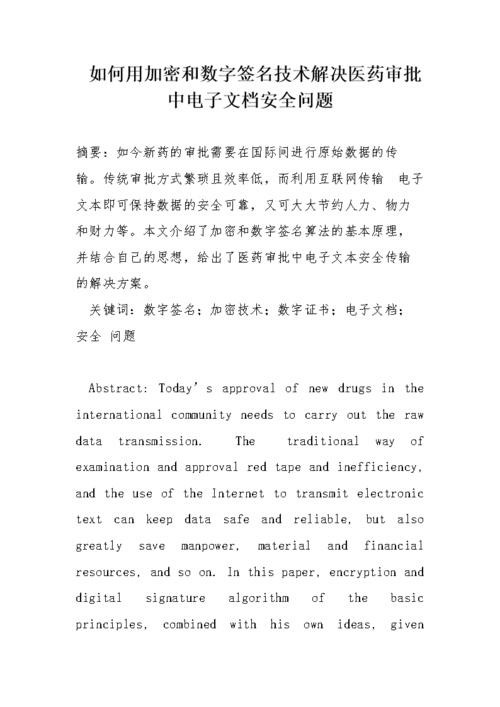 如何用加密和数字签名技术解决医药审批
中电子文档安全问题
摘要：如今新药的审批需要在国际间进行原始数据的传
输。传统审批方式繁琐且效率低，而利用互联网传输 电子
文本即可保持数据的安全可靠，又可大大节约人力、物力
和财力等。本文介绍了加密和数字签名算法的基本原理，
并结合自己的思想，给出了医药审批中电子文本安全传输
的解决方案。
关键词：数字签名；加密技术；数字证书；电子文档；
安全 问题
Abstract: Today's approval of new drugs in the
international community needs to carry out the raw
data transmission. The traditional way of
examination and approval red tape and inefficiency,
and the use of the Internet to transmit electronic
text can keep data safe and reliable, but also
greatly save manpower, material and financial
resources, and so on. In this paper, encryption and
digital signature algorithm of the basic
principles, combined with his own ideas, given